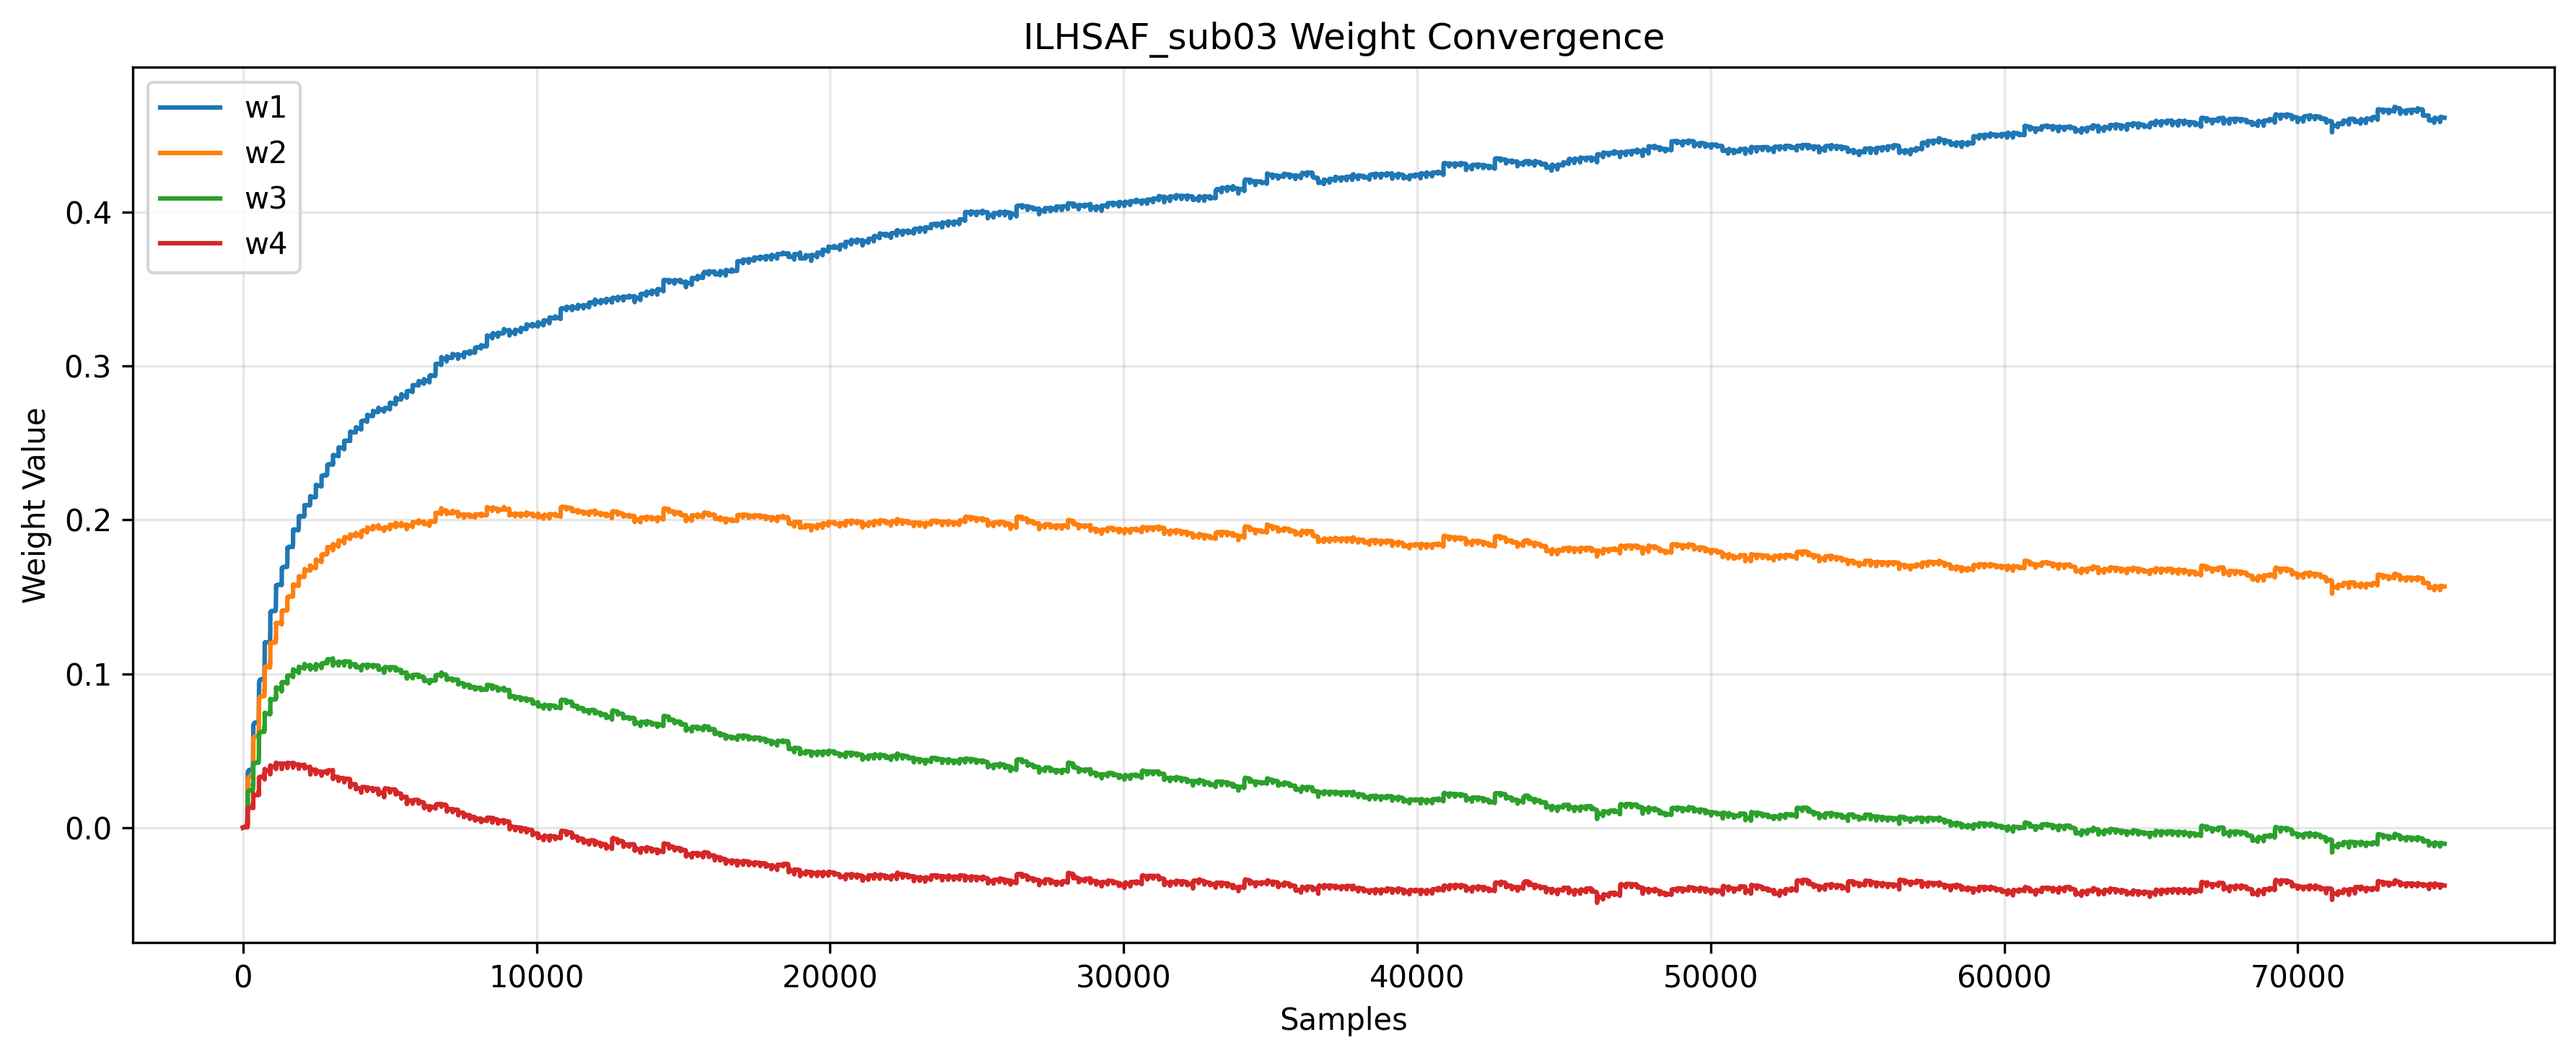 ILHSAF_sub03 Weight Convergence
w1
w2
w3
w4
Weight Value
0.4
0.3
0.2
0.1
0.0
0 10000 20000 30000 40000 50000 60000 70000
Samples